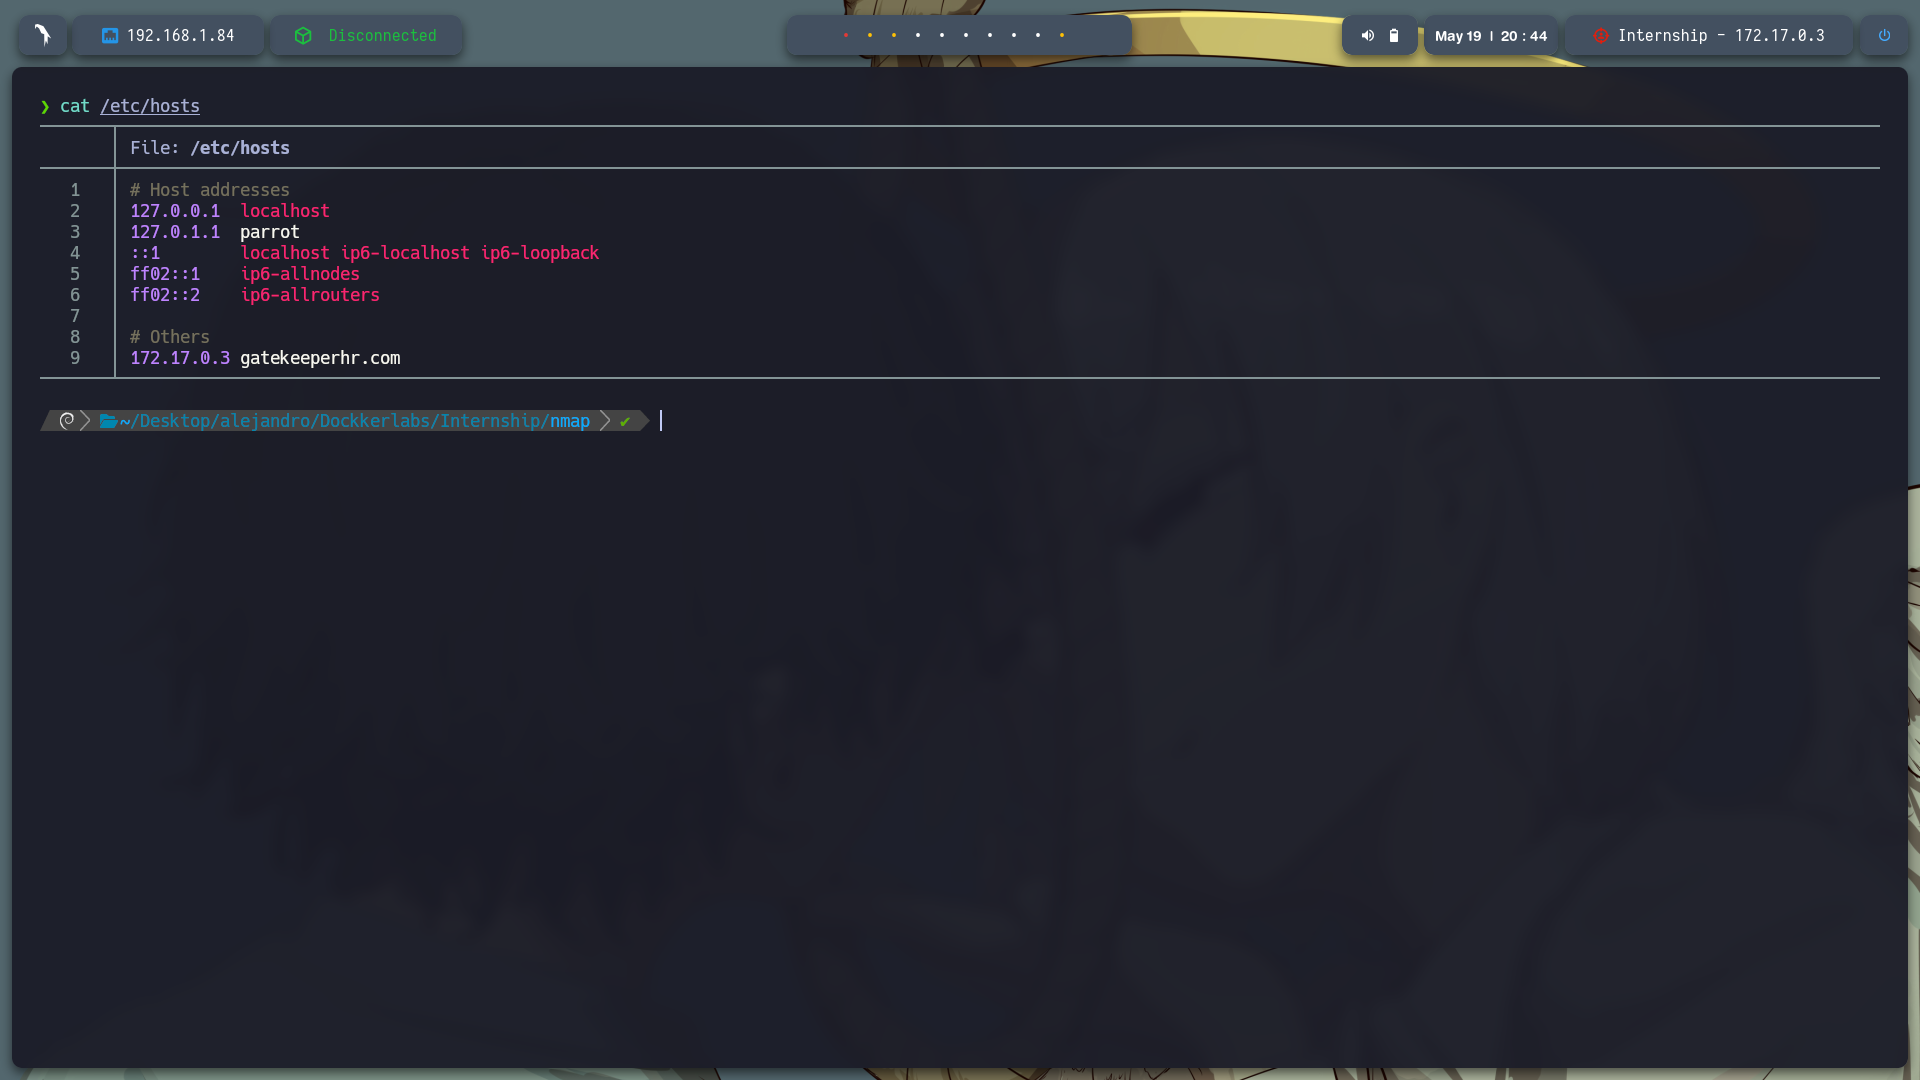 192.168.1.84
Disconnected
May 19 | 20 : 44
Internship - 172.17.0.3
❯ cat /etc/hosts
File: /etc/hosts
1 # Host addresses
2 127.0.0.1 localhost
3 127.0.1.1 parrot
4 ::1 localhost ip6-localhost ip6-loopback
5 ff02::1 ip6-allnodes
6 ff02::2 ip6-allrouters
7
8 # Others
9 172.17.0.3 gatekeeperhr.com
~/Desktop/alejandro/Dockkerlabs/Internship/nmap ✔